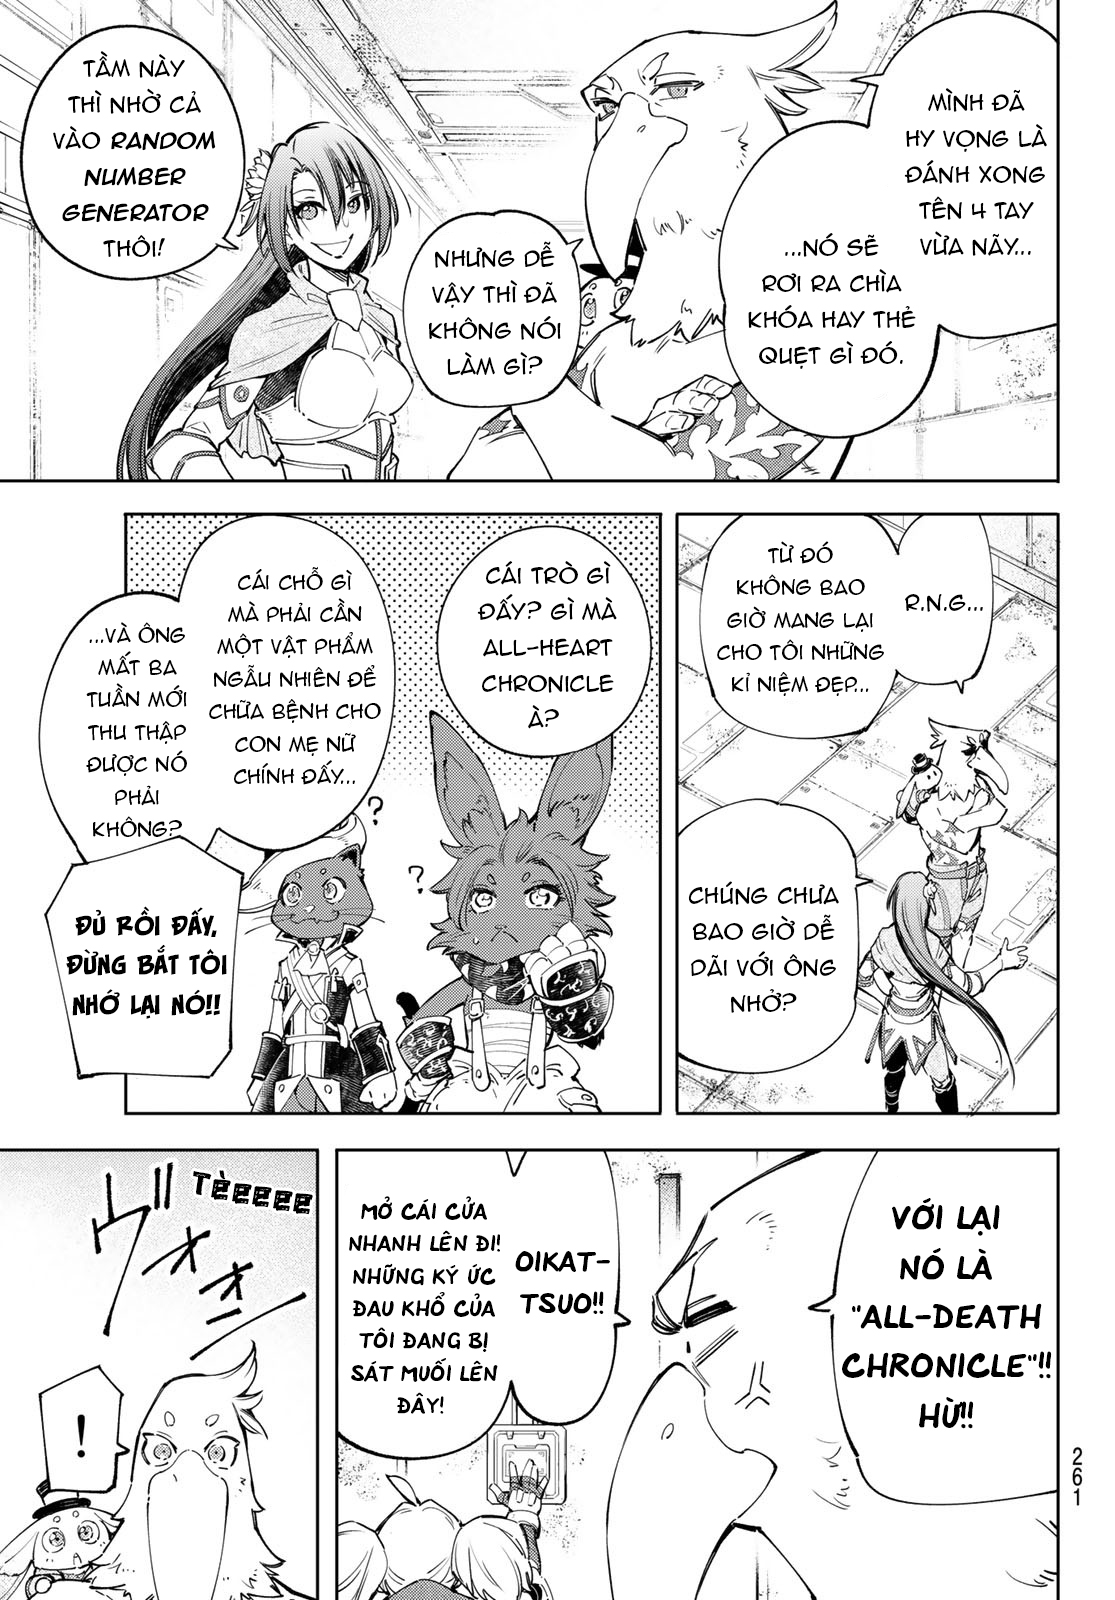 MÌNH ĐÃ
HY VỌNG LÀ
ĐÁNH XONG
TÊN 4 TAY
VỪA NÃY...
...NÓ SẼ
RƠI RA CHÌA
KHÓA HAY THẺ
QUẸT GÌ ĐÓ.
NHƯNG DỄ
VẬY THÌ ĐÃ
KHÔNG NÓI
LÀM GÌ?
TẦM NÀY
THÌ NHỜ CẢ
VÀO RANDOM
NUMBER
GENERATOR
THÔI!
R.N.G...
TỪ ĐÓ
KHÔNG BAO
GIỜ MANG LẠI
CHO TÔI NHỮNG
KỈ NIỆM ĐẸP...
CHÚNG CHƯA
BAO GIỜ DỄ
DÃI VỚI ÔNG
NHỞ?
CÁI TRÒ GÌ
ĐẤY? GÌ MÀ
ALL-HEART
CHRONICLE
À?
CÁI CHỖ GÌ
MÀ PHẢI CẦN
MỘT VẬT PHẨM
NGẪU NHIÊN ĐỂ
CHỮA BỆNH CHO
CON MẸ NỮ
CHÍNH ĐẤY...
...VÀ ÔNG
MẤT BA
TUẦN MỚI
THU THẬP
ĐƯỢC NÓ
PHẢI
KHÔNG?
?
?
ĐỦ RỒI ĐẤY,
ĐỪNG BẮT TÔI
NHỚ LẠI NÓ!!
VỚI LẠI
NÓ LÀ
"ALL-DEATH
CHRONICLE"!!
HỪ!!
OIKAT-
TSUO!!
MỞ CÁI CỬA
NHANH LÊN ĐI!
NHỮNG KÝ ỨC
ĐAU KHỔ CỦA
TÔI ĐANG BỊ
SÁT MUỐI LÊN
ĐÂY!
TÈEEEE
ヴォォン
!
261